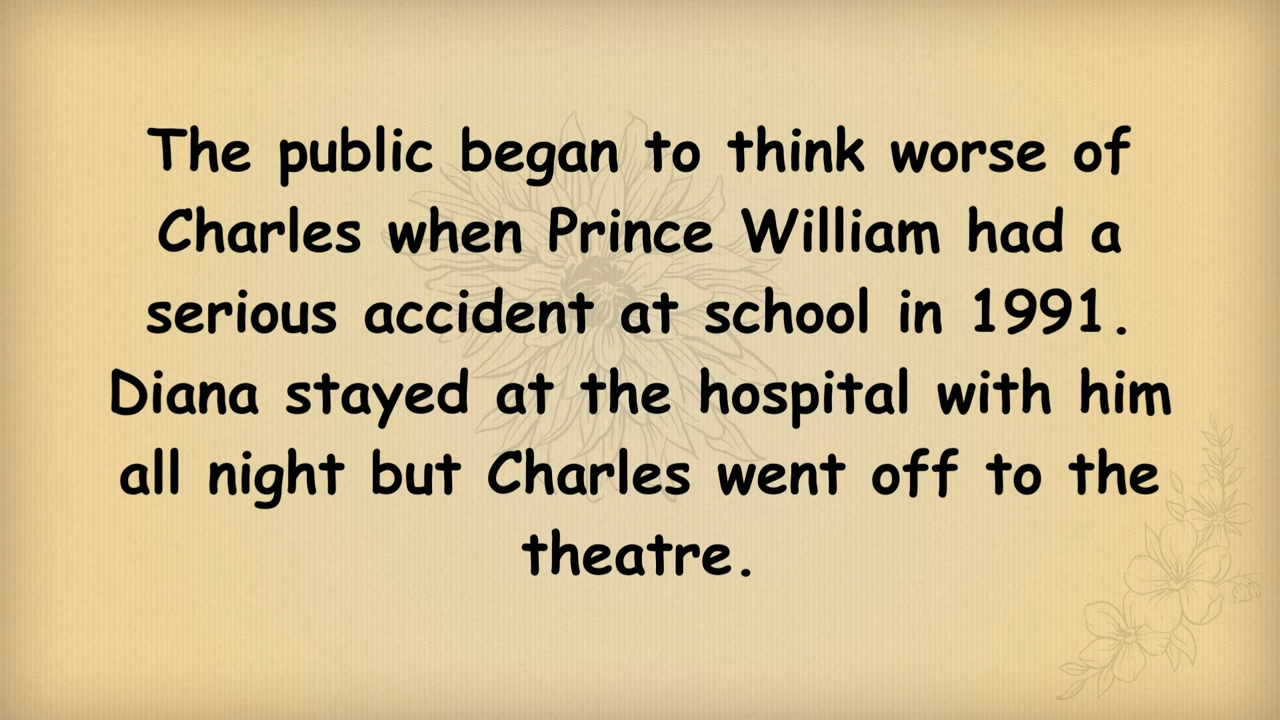 The public began to think worse of
Charles when Prince William had a
serious accident at school in 1991.
Diana stayed at the hospital with him
all night but Charles went off to the
theatre.